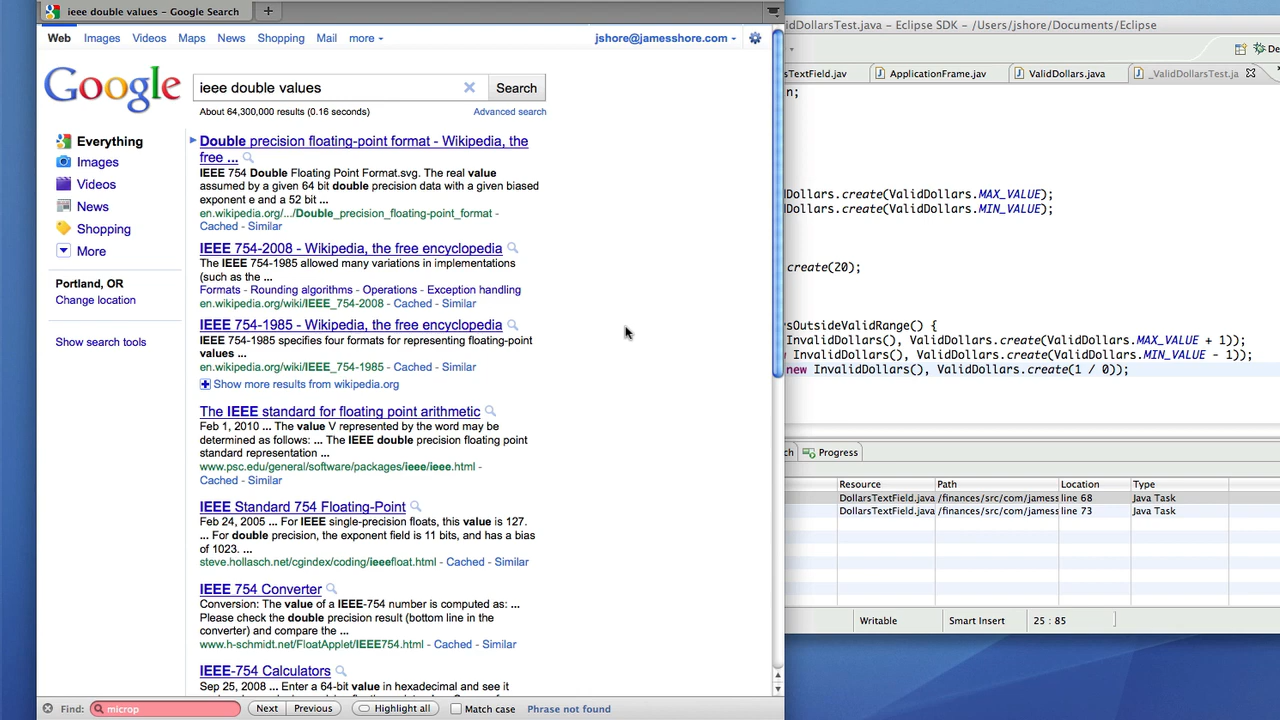 ieee double values – Google Search
+
Web Images Videos Maps News Shopping Mail more
jshore@jamesshore.com
Google
ieee double values
Search
About 64,300,000 results (0.16 seconds)
Advanced search
Everything
Images
Videos
News
Shopping
More
Portland, OR
Change location
Show search tools
Double precision floating-point format - Wikipedia, the
free ...
IEEE 754 Double Floating Point Format.svg. The real value
assumed by a given 64 bit double precision data with a given biased
exponent e and a 52 bit ...
en.wikipedia.org/.../Double_precision_floating-point_format -
Cached - Similar
IEEE 754-2008 - Wikipedia, the free encyclopedia
The IEEE 754-1985 allowed many variations in implementations
(such as the ...
Formats - Rounding algorithms - Operations - Exception handling
en.wikipedia.org/wiki/IEEE_754-2008 - Cached - Similar
IEEE 754-1985 - Wikipedia, the free encyclopedia
IEEE 754-1985 specifies four formats for representing floating-point
values ...
en.wikipedia.org/wiki/IEEE_754-1985 - Cached - Similar
Show more results from wikipedia.org
The IEEE standard for floating point arithmetic
Feb 1, 2010 ... The value V represented by the word may be
determined as follows: ... The IEEE double precision floating point
standard representation ...
www.psc.edu/general/software/packages/ieee/ieee.html -
Cached - Similar
IEEE Standard 754 Floating-Point
Feb 24, 2005 ... For IEEE single-precision floats, this value is 127.
... For double precision, the exponent field is 11 bits, and has a bias
of 1023. ...
steve.hollasch.net/cgindex/coding/ieeefloat.html - Cached - Similar
IEEE 754 Converter
Conversion: The value of a IEEE-754 number is computed as: ...
Please check the double precision result (bottom line in the
converter) and compare the ...
www.h-schmidt.net/FloatApplet/IEEE754.html - Cached - Similar
IEEE-754 Calculators
Sep 25, 2008 ... Enter a 64-bit value in hexadecimal and see it
Find: microp
Next
Previous
Highlight all
Match case
Phrase not found
lidDollarsTest.java – Eclipse SDK – /Users/jshore/Documents/Eclipse
De
sTextField.jav
ApplicationFrame.jav
ValidDollars.java
_ValidDollarsTest.ja
n;
dDollars.create(ValidDollars.MAX_VALUE);
dDollars.create(ValidDollars.MIN_VALUE);
create(20);
rsOutsideValidRange() {
InvalidDollars(), ValidDollars.create(ValidDollars.MAX_VALUE + 1));
InvalidDollars(), ValidDollars.create(ValidDollars.MIN_VALUE - 1));
new InvalidDollars(), ValidDollars.create(1 / 0));
ch
Progress
Resource Path Location Type
DollarsTextField.java /finances/src/com/jamess line 68 Java Task
DollarsTextField.java /finances/src/com/jamess line 73 Java Task
Writable
Smart Insert
25 : 85